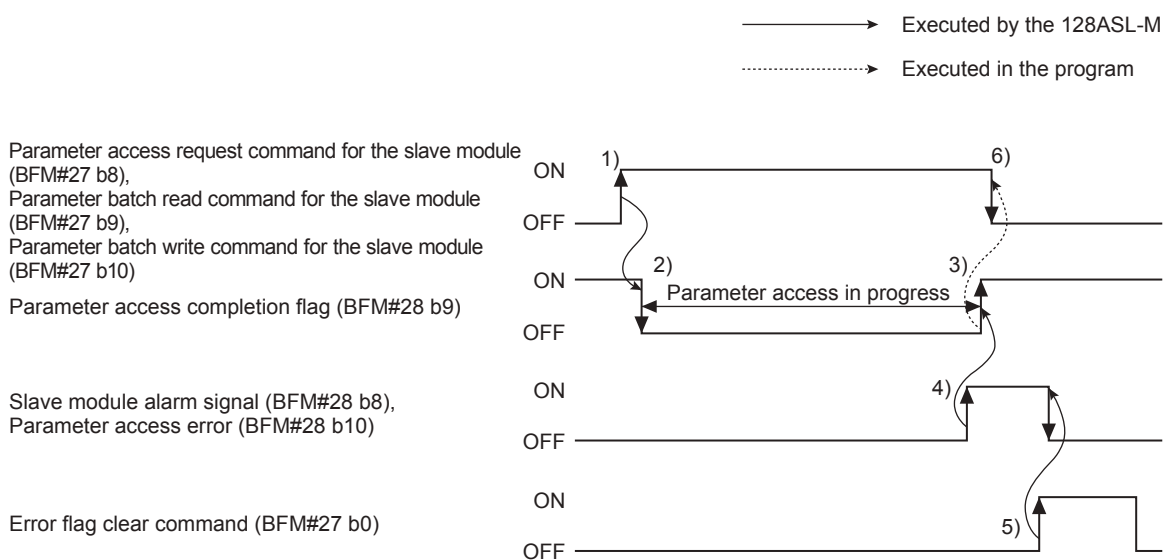 Executed by the 128ASL-M
Executed in the program
Parameter access request command for the slave module
(BFM#27 b8),
Parameter batch read command for the slave module
(BFM#27 b9),
Parameter batch write command for the slave module
(BFM#27 b10)
ON
OFF
1)
6)
Parameter access completion flag (BFM#28 b9)
ON
OFF
2)
Parameter access in progress
3)
Slave module alarm signal (BFM#28 b8),
Parameter access error (BFM#28 b10)
ON
OFF
4)
Error flag clear command (BFM#27 b0)
ON
OFF
5)